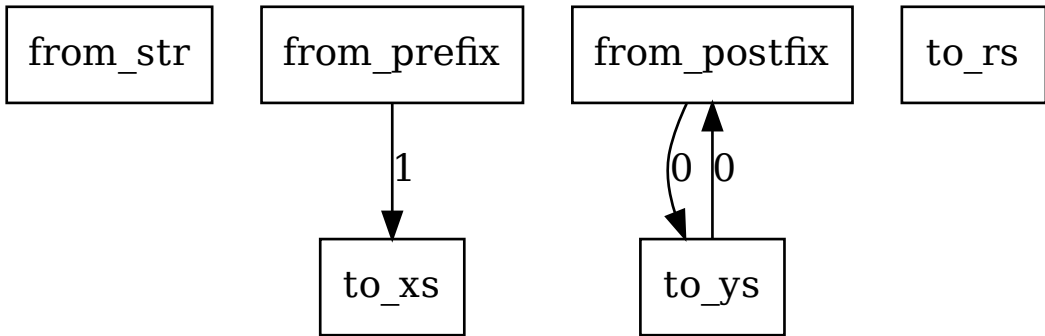 from_str
from_prefix
from_postfix
to_rs
1
0
0
to_xs
to_ys